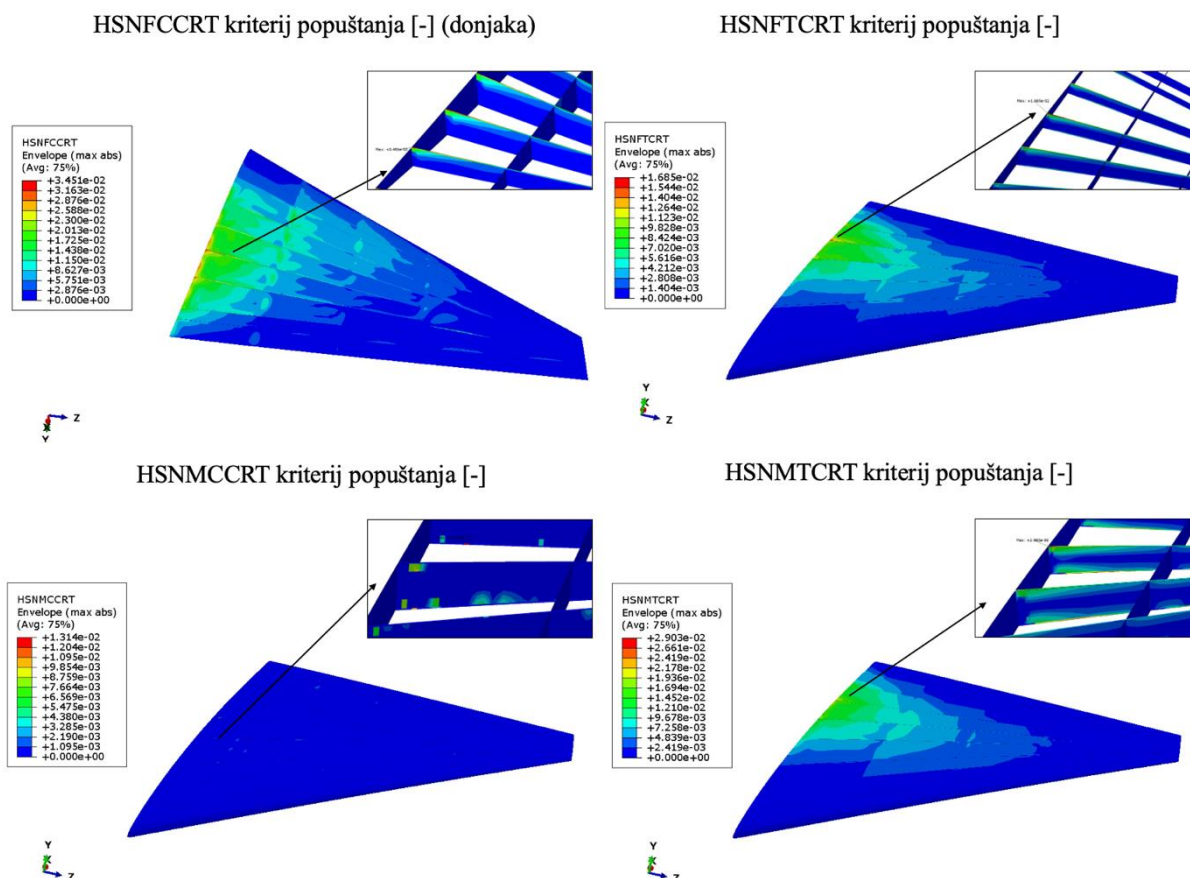 HSNFCCRT kriterij popuštanja [-] (donjaka)
HSNFTCRT kriterij popuštanja [-]
HSNFCCRT
Envelope (max abs)
(Avg: 75%)
+3.451e-02
+3.163e-02
+2.876e-02
+2.588e-02
+2.300e-02
+2.013e-02
+1.725e-02
+1.438e-02
+1.150e-02
+8.627e-03
+5.751e-03
+2.876e-03
+0.000e+00
Z
Y
HSNFTCRT
Envelope (max abs)
(Avg: 75%)
+1.685e-02
+1.544e-02
+1.404e-02
+1.264e-02
+1.123e-02
+9.828e-03
+8.424e-03
+7.020e-03
+5.616e-03
+4.212e-03
+2.808e-03
+1.404e-03
+0.000e+00
Max: +1.685e-02
Y
X
Z
HSNMCCRT kriterij popuštanja [-]
HSNMTCRT kriterij popuštanja [-]
HSNMCCRT
Envelope (max abs)
(Avg: 75%)
+1.314e-02
+1.204e-02
+1.095e-02
+9.854e-03
+8.759e-03
+7.664e-03
+6.569e-03
+5.475e-03
+4.380e-03
+3.285e-03
+2.190e-03
+1.095e-03
+0.000e+00
Y
X
Z
HSNMTCRT
Envelope (max abs)
(Avg: 75%)
+2.903e-02
+2.661e-02
+2.419e-02
+2.178e-02
+1.936e-02
+1.694e-02
+1.452e-02
+1.210e-02
+9.678e-03
+7.258e-03
+4.839e-03
+2.419e-03
+0.000e+00
Y
X
Z